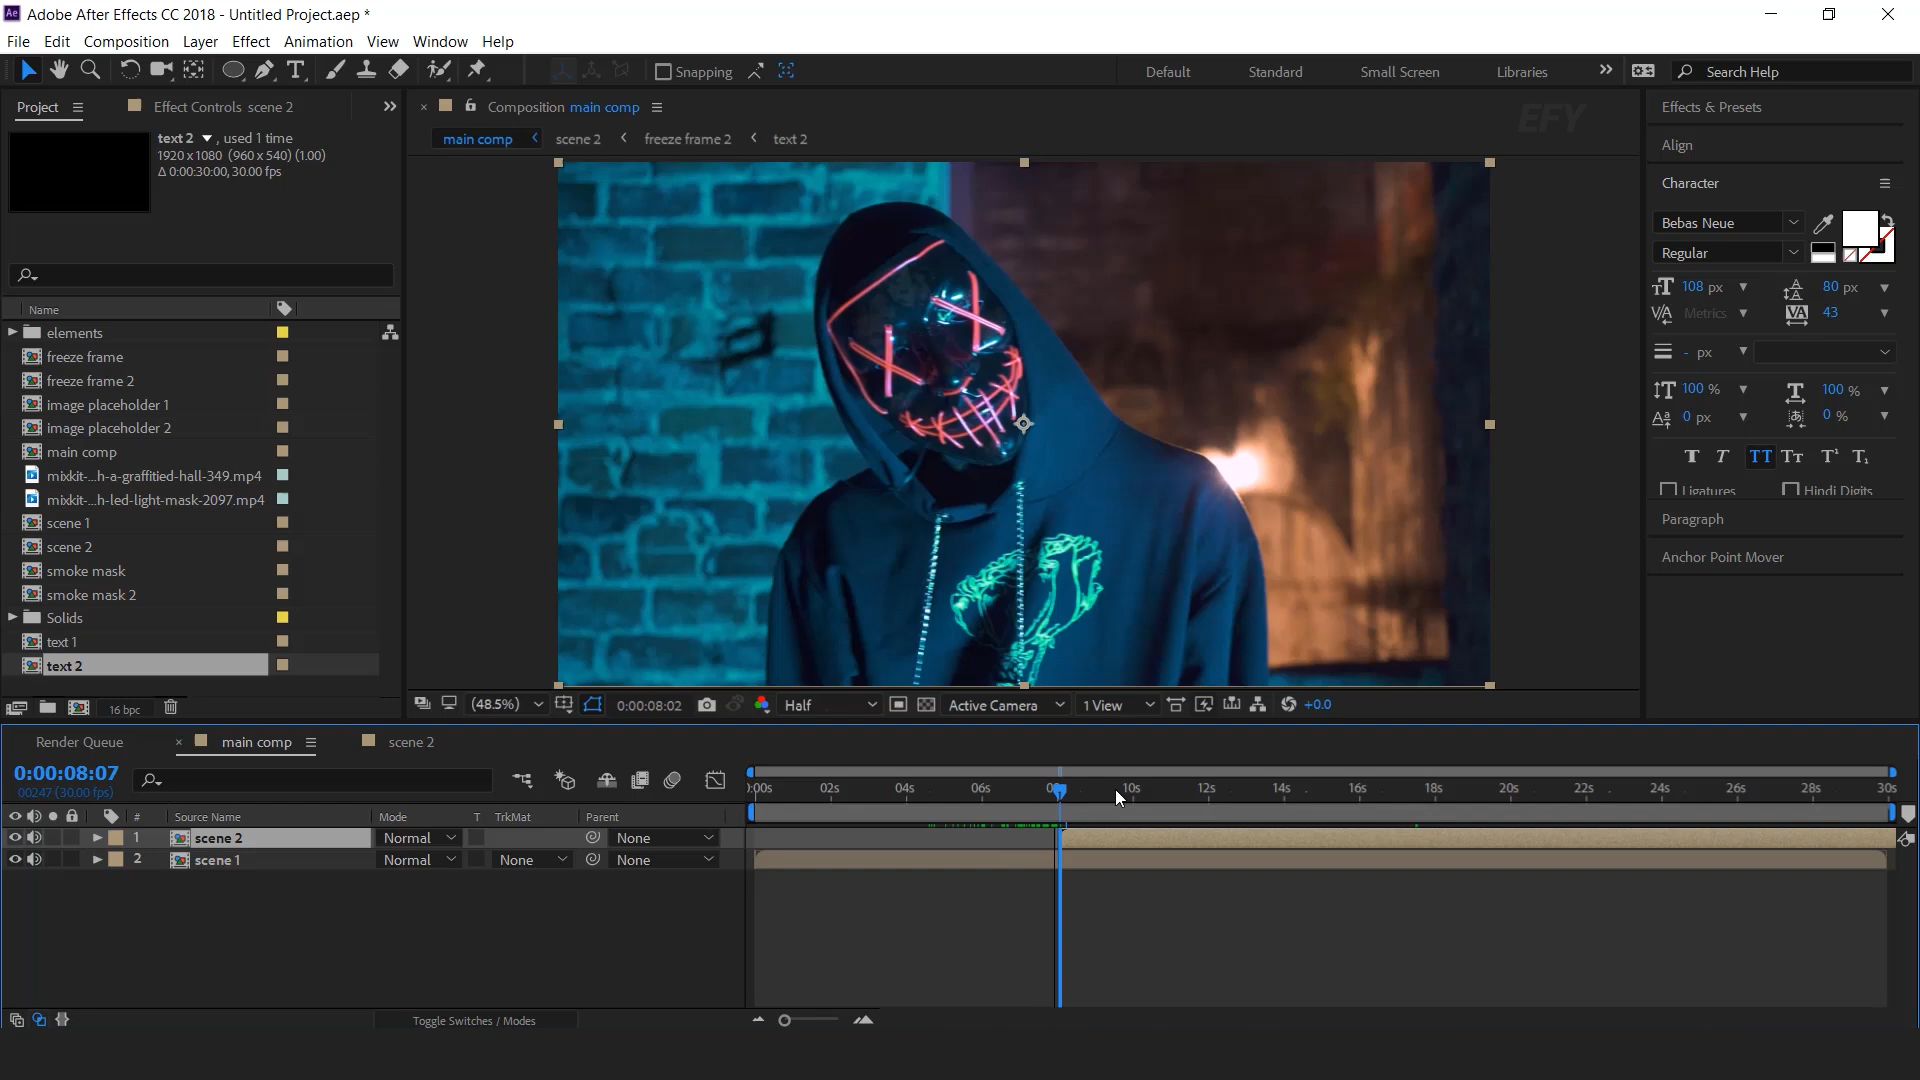 Adobe After Effects CC 2018 - Untitled Project.aep *
File Edit Composition Layer Effect Animation View Window Help
Snapping
Default Standard Small Screen Libraries
Search Help
Project
Effect Controls scene 2
Composition main comp
EFY
Effects & Presets
text 2 , used 1 time
1920 x 1080 (960 x 540) (1.00)
Δ 0:00:30:00, 30.00 fps
main comp scene 2 freeze frame 2 text 2
Align
Character
Bebas Neue
Regular
108 px 80 px
Metrics 43
- px
100 % 100 %
0 px 0 %
T T TT Tт T¹ T₁
Ligatures Hindi Digits
Paragraph
Anchor Point Mover
Name
elements
freeze frame
freeze frame 2
image placeholder 1
image placeholder 2
main comp
mixkit-...h-a-graffitied-hall-349.mp4
mixkit-...h-led-light-mask-2097.mp4
scene 1
scene 2
smoke mask
smoke mask 2
Solids
text 1
text 2
16 bpc
(48.5%) 0:00:08:02 Half Active Camera 1 View +0.0
Render Queue main comp scene 2
0:00:08:07
00247 (30.00 fps)
):00s 02s 04s 06s 10s 12s 14s 16s 18s 20s 22s 24s 26s 28s 30s
# Source Name Mode T TrkMat Parent
1 scene 2 Normal None
2 scene 1 Normal None None
Toggle Switches / Modes